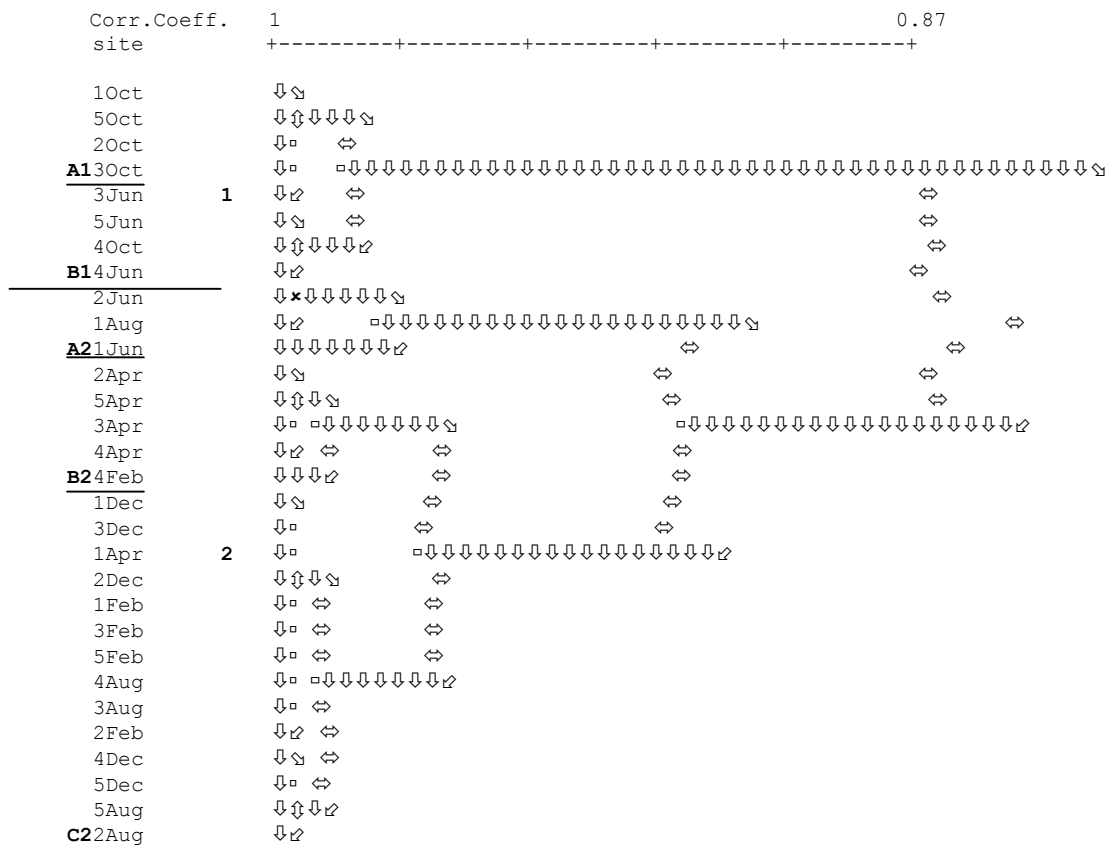 Corr.Coeff. 1 0.87
site +---------+---------+---------+---------+---------+
1Oct
5Oct
2Oct
A13Oct
3Jun 1
5Jun
4Oct
B14Jun
2Jun
1Aug
A21Jun
2Apr
5Apr
3Apr
4Apr
B24Feb
1Dec
3Dec
1Apr 2
2Dec
1Feb
3Feb
5Feb
4Aug
3Aug
2Feb
4Dec
5Dec
5Aug
C22Aug